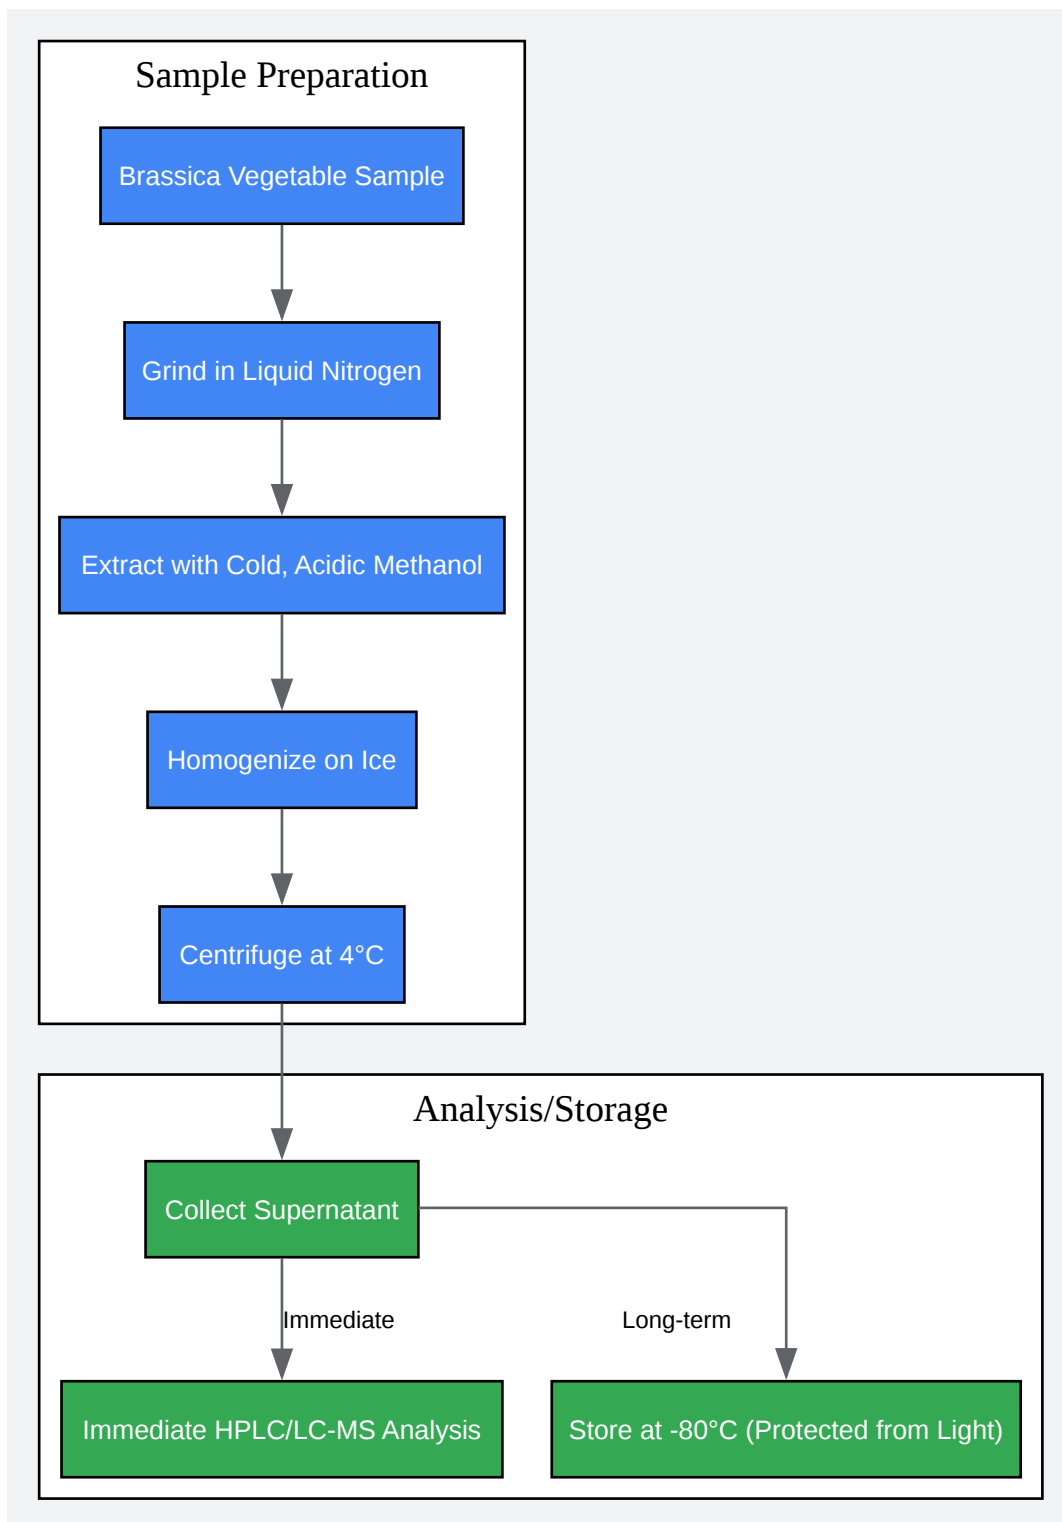 Sample Preparation
Brassica Vegetable Sample
Grind in Liquid Nitrogen
Extract with Cold, Acidic Methanol
Homogenize on Ice
Centrifuge at 4°C
Analysis/Storage
Collect Supernatant
Immediate
Long-term
Immediate HPLC/LC-MS Analysis
Store at -80°C (Protected from Light)